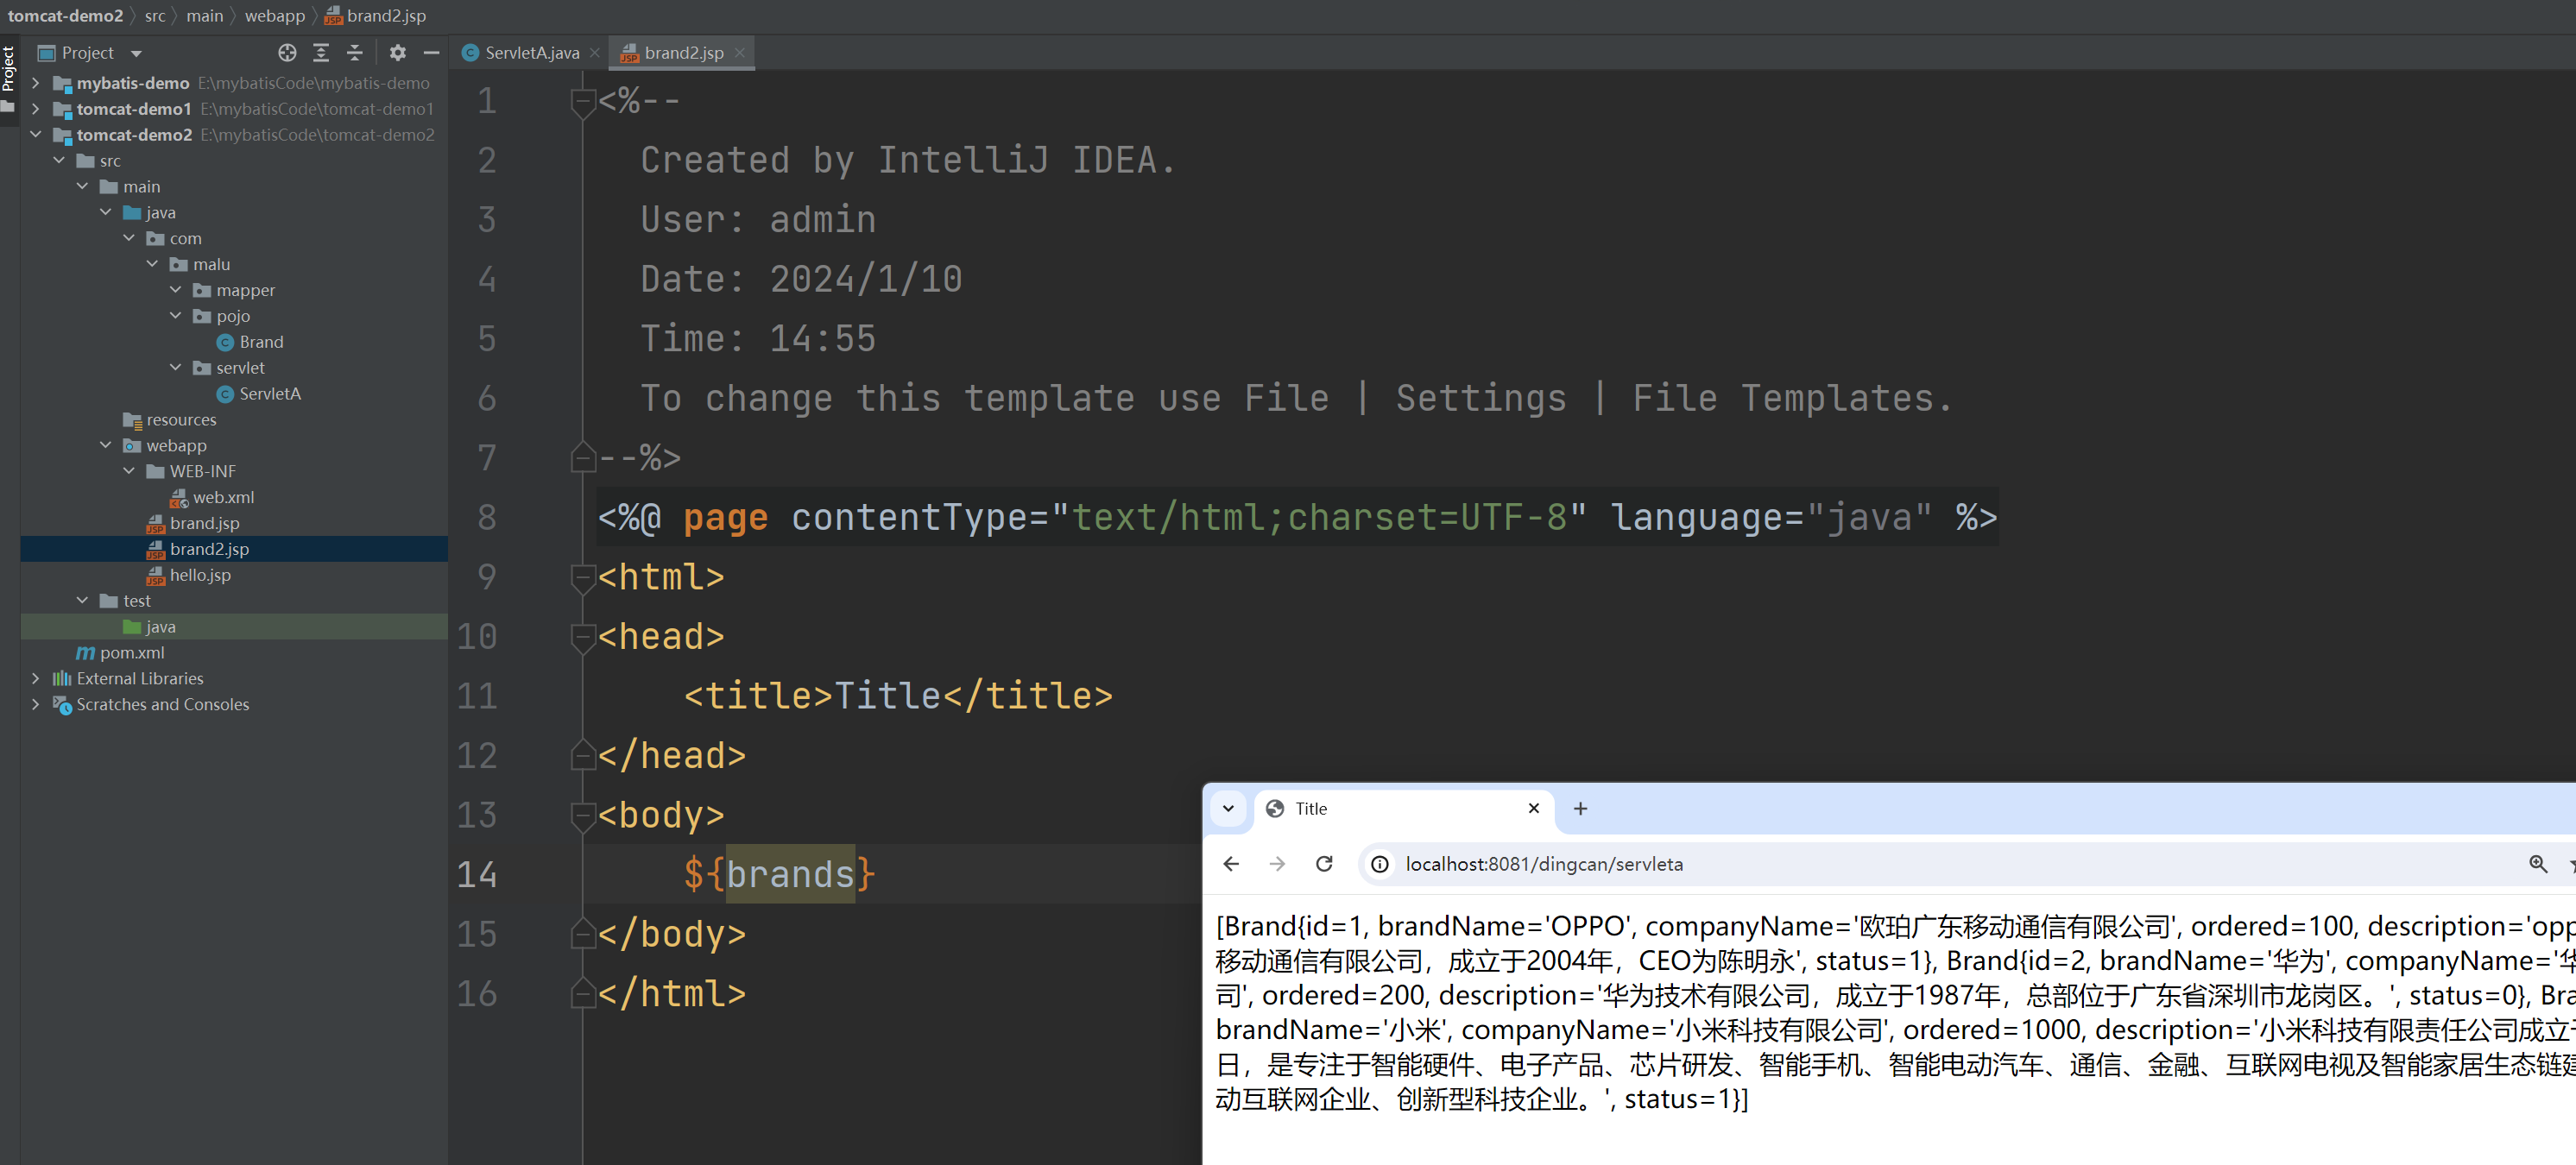 tomcat-demo2 src main webapp brand2.jsp
Project
Project
mybatis-demo E:\mybatisCode\mybatis-demo
tomcat-demo1 E:\mybatisCode\tomcat-demo1
tomcat-demo2 E:\mybatisCode\tomcat-demo2
src
main
java
com
malu
mapper
pojo
Brand
servlet
ServletA
resources
webapp
WEB-INF
web.xml
brand.jsp
brand2.jsp
hello.jsp
test
java
pom.xml
External Libraries
Scratches and Consoles
ServletA.java brand2.jsp
1 <%--
2 Created by IntelliJ IDEA.
3 User: admin
4 Date: 2024/1/10
5 Time: 14:55
6 To change this template use File | Settings | File Templates.
7 --%>
8 <%@ page contentType="text/html;charset=UTF-8" language="java" %>
9 <html>
10 <head>
11 <title>Title</title>
12 </head>
13 <body>
14 ${brands}
15 </body>
16 </html>
Title
localhost:8081/dingcan/servleta
[Brand{id=1, brandName='OPPO', companyName='欧珀广东移动通信有限公司', ordered=100, description='opp
移动通信有限公司，成立于2004年，CEO为陈明永', status=1}, Brand{id=2, brandName='华为', companyName='华
司', ordered=200, description='华为技术有限公司，成立于1987年，总部位于广东省深圳市龙岗区。', status=0}, Bra
brandName='小米', companyName='小米科技有限公司', ordered=1000, description='小米科技有限责任公司成立于
日，是专注于智能硬件、电子产品、芯片研发、智能手机、智能电动汽车、通信、金融、互联网电视及智能家居生态链建
动互联网企业、创新型科技企业。', status=1}]